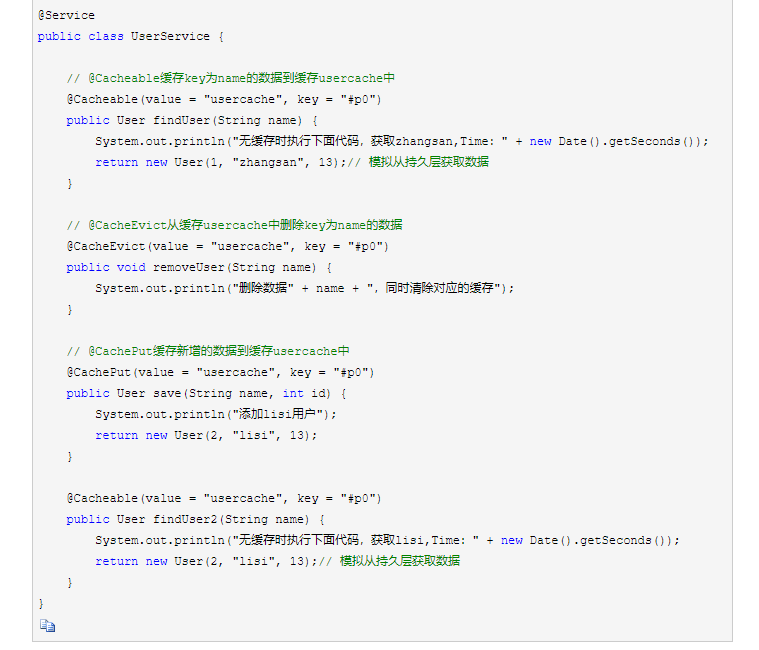 @Service
public class UserService {
// @Cacheable缓存key为name的数据到缓存usercache中
@Cacheable(value = "usercache", key = "#p0")
public User findUser(String name) {
System.out.println("无缓存时执行下面代码，获取zhangsan,Time：" + new Date().getSeconds());
return new User(1, "zhangsan", 13);// 模拟从持久层获取数据
}
// @CacheEvict从缓存usercache中删除key为name的数据
@CacheEvict(value = "usercache", key = "#p0")
public void removeUser(String name) {
System.out.println("删除数据" + name + "，同时清除对应的缓存");
}
// @CachePut缓存新增的数据到缓存usercache中
@CachePut(value = "usercache", key = "#p0")
public User save(String name, int id) {
System.out.println("添加lisi用户");
return new User(2, "lisi", 13);
}
@Cacheable(value = "usercache", key = "#p0")
public User findUser2(String name) {
System.out.println("无缓存时执行下面代码，获取lisi,Time：" + new Date().getSeconds());
return new User(2, "lisi", 13);// 模拟从持久层获取数据
}
}